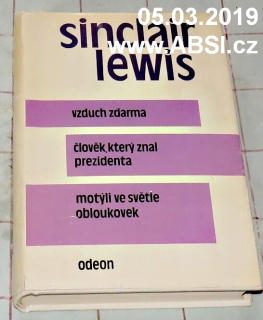 05.03.2019
www.ABSI.cz
sinclair
lewis
vzduch zdarma
člověk, který znal
prezidenta
motýli ve světle
obloukovek
odeon